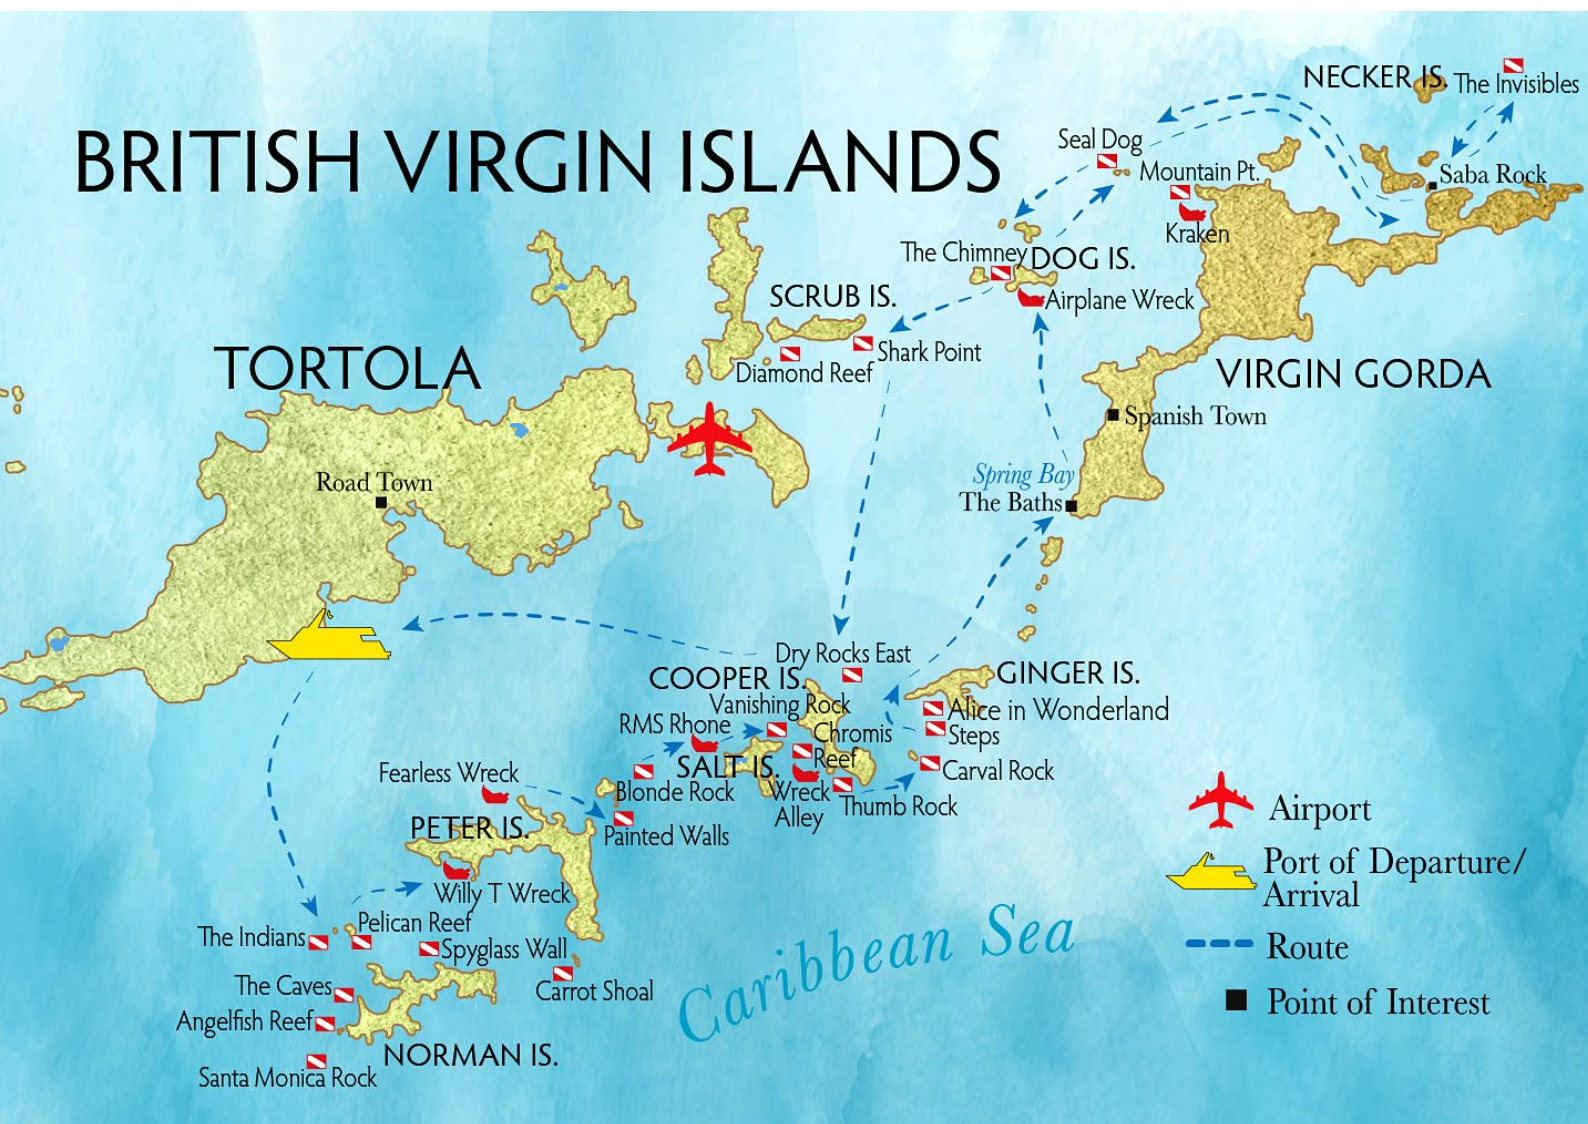 NECKER IS.
The Invisibles
BRITISH VIRGIN ISLANDS
Seal Dog
Mountain Pt.
Saba Rock
Kraken
The Chimney
DOG IS.
SCRUB IS.
Airplane Wreck
Shark Point
Diamond Reef
TORTOLA
VIRGIN GORDA
Spanish Town
Road Town
Spring Bay
The Baths
Dry Rocks East
COOPER IS.
GINGER IS.
Vanishing Rock
Alice in Wonderland
RMS Rhone
Chromis
Reef
Steps
SALT IS.
Carval Rock
Fearless Wreck
Blonde Rock
Wreck
Alley
Thumb Rock
PETER IS.
Painted Walls
Willy T Wreck
Pelican Reef
The Indians
Spyglass Wall
The Caves
Carrot Shoal
Angelfish Reef
NORMAN IS.
Santa Monica Rock
Caribbean Sea
Airport
Port of Departure/
Arrival
Route
Point of Interest